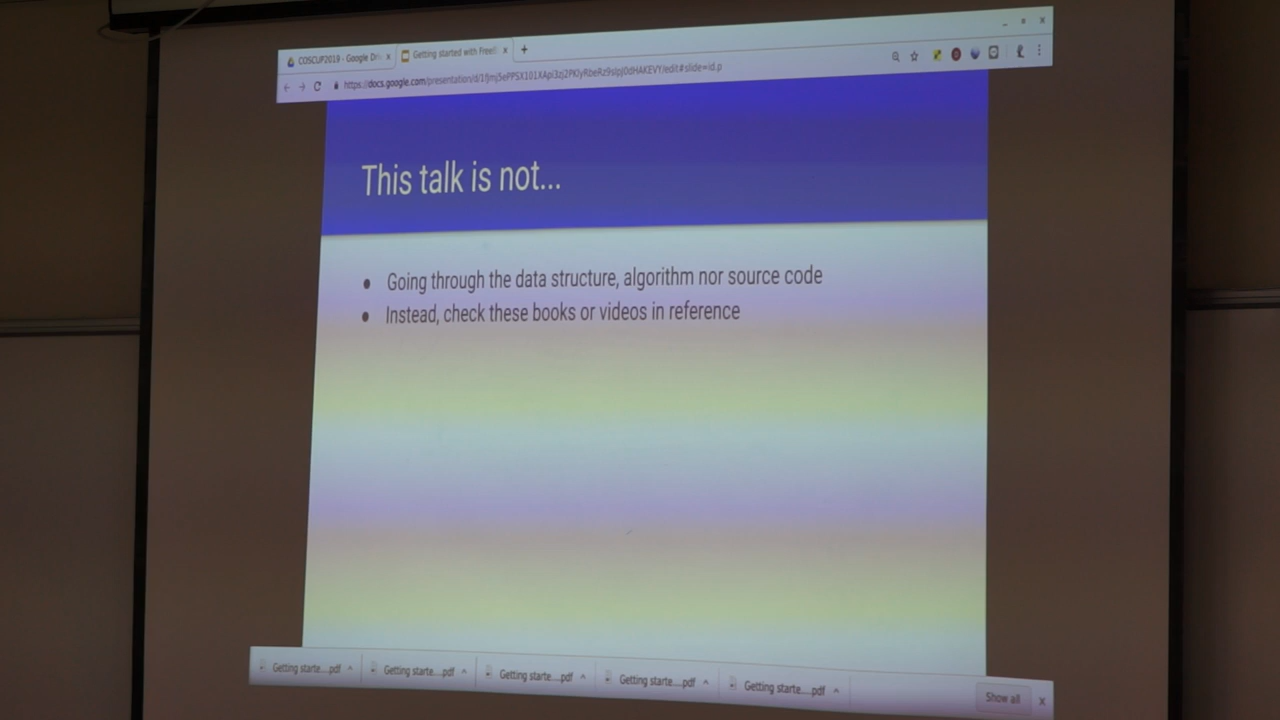 COSCUP2019 - Google Dri
Getting started with FreeB
This talk is not...
Going through the data structure, algorithm nor source code
Instead, check these books or videos in reference
Getting starte....pdf
Getting starte....pdf
Getting starte....pdf
Getting starte....pdf
Getting starte....pdf
Show all